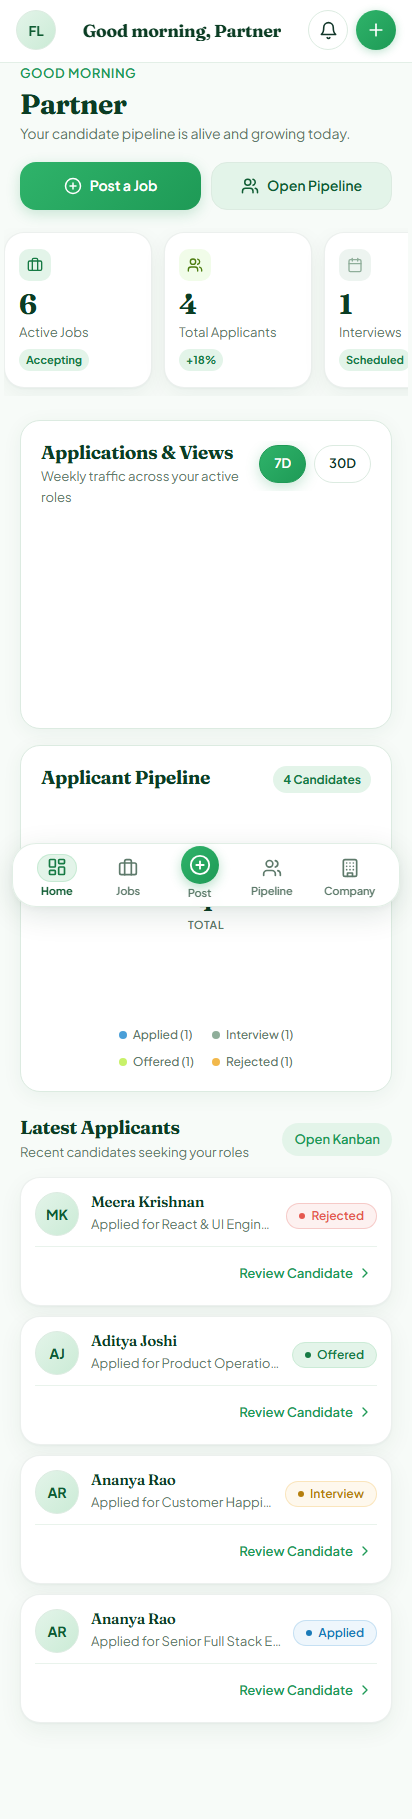 FL
Good morning, Partner
GOOD MORNING
Partner
Your candidate pipeline is alive and growing today.
Post a Job
Open Pipeline
6
Active Jobs
Accepting
4
Total Applicants
+18%
1
Interviews
Scheduled
Applications & Views
Weekly traffic across your active
roles
7D
30D
Applicant Pipeline
4 Candidates
Home
Jobs
Post
Pipeline
Company
TOTAL
Applied (1)
Interview (1)
Offered (1)
Rejected (1)
Latest Applicants
Recent candidates seeking your roles
Open Kanban
MK
Meera Krishnan
Applied for React & UI Engin...
Rejected
Review Candidate
AJ
Aditya Joshi
Applied for Product Operatio...
Offered
Review Candidate
AR
Ananya Rao
Applied for Customer Happi...
Interview
Review Candidate
AR
Ananya Rao
Applied for Senior Full Stack E...
Applied
Review Candidate